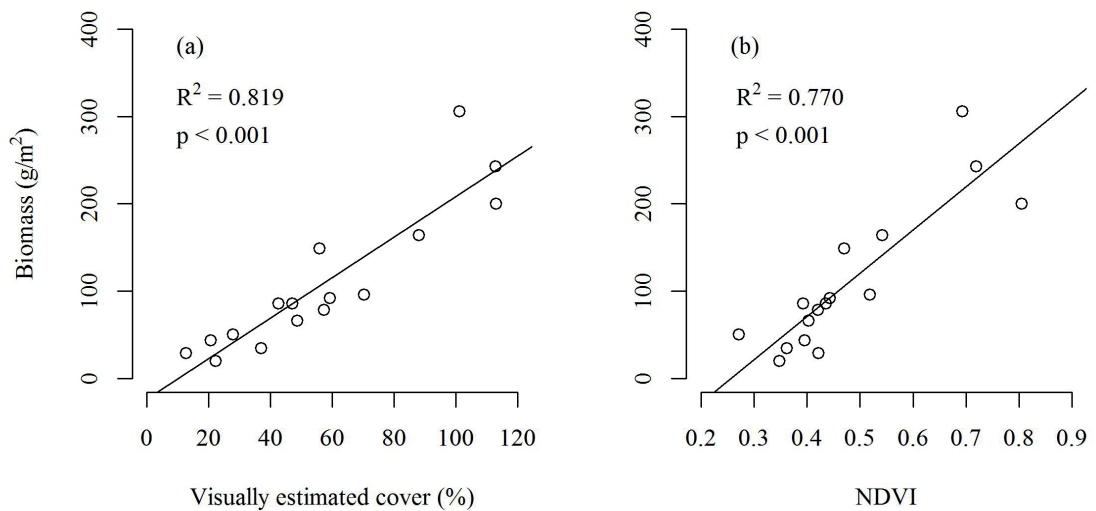 (a)
R² = 0.819
p < 0.001
400
300
200
100
0
Biomass (g/m²)
0 20 40 60 80 100 120
Visually estimated cover (%)
(b)
R² = 0.770
p < 0.001
400
300
200
100
0
0.2 0.3 0.4 0.5 0.6 0.7 0.8 0.9
NDVI